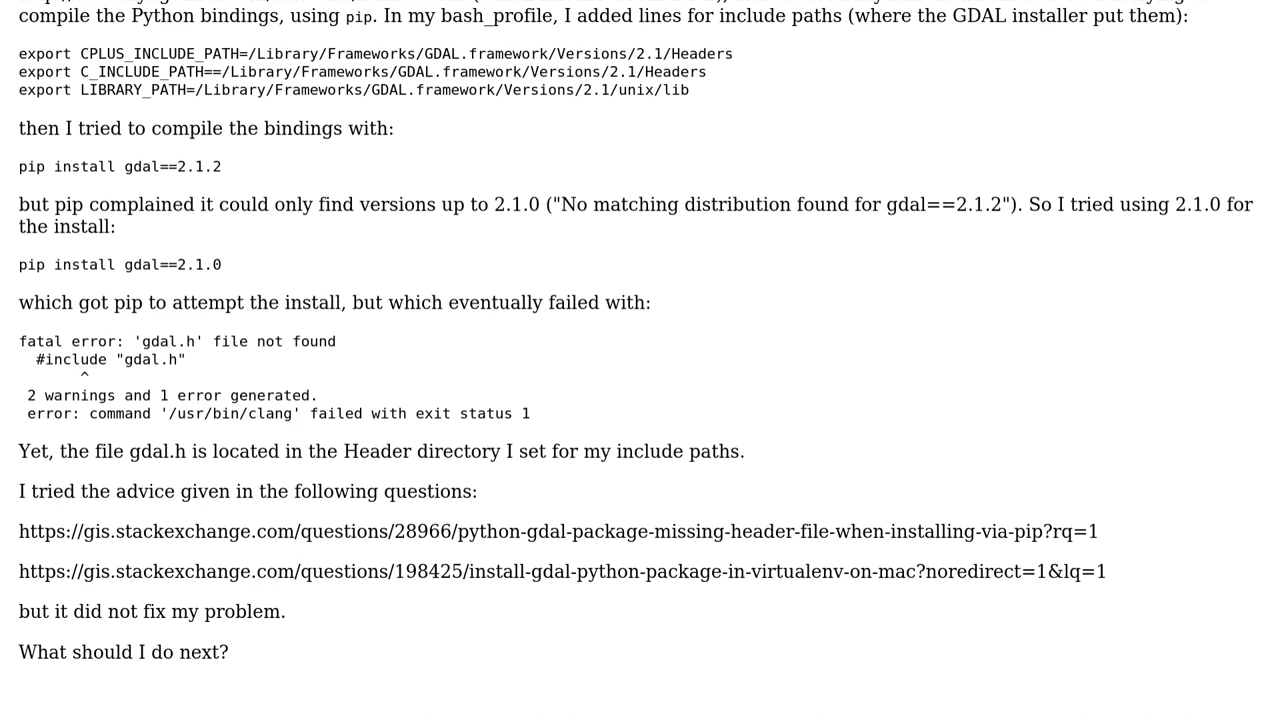 compile the Python bindings, using pip. In my bash_profile, I added lines for include paths (where the GDAL installer put them):
export CPLUS_INCLUDE_PATH=/Library/Frameworks/GDAL.framework/Versions/2.1/Headers
export C_INCLUDE_PATH==/Library/Frameworks/GDAL.framework/Versions/2.1/Headers
export LIBRARY_PATH=/Library/Frameworks/GDAL.framework/Versions/2.1/unix/lib
then I tried to compile the bindings with:
pip install gdal==2.1.2
but pip complained it could only find versions up to 2.1.0 ("No matching distribution found for gdal==2.1.2"). So I tried using 2.1.0 for
the install:
pip install gdal==2.1.0
which got pip to attempt the install, but which eventually failed with:
fatal error: 'gdal.h' file not found
#include "gdal.h"
^
2 warnings and 1 error generated.
error: command '/usr/bin/clang' failed with exit status 1
Yet, the file gdal.h is located in the Header directory I set for my include paths.
I tried the advice given in the following questions:
https://gis.stackexchange.com/questions/28966/python-gdal-package-missing-header-file-when-installing-via-pip?rq=1
https://gis.stackexchange.com/questions/198425/install-gdal-python-package-in-virtualenv-on-mac?noredirect=1&lq=1
but it did not fix my problem.
What should I do next?